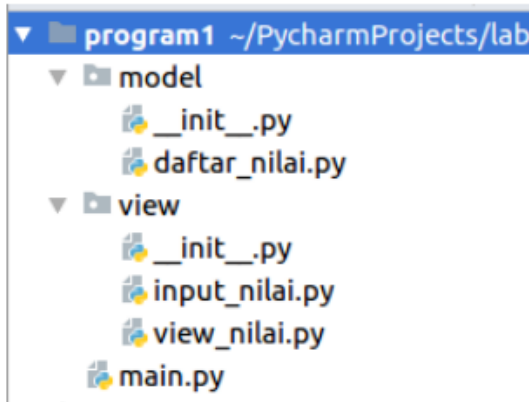 program1 ~/PycharmProjects/lab
model
__init__.py
daftar_nilai.py
view
__init__.py
input_nilai.py
view_nilai.py
main.py